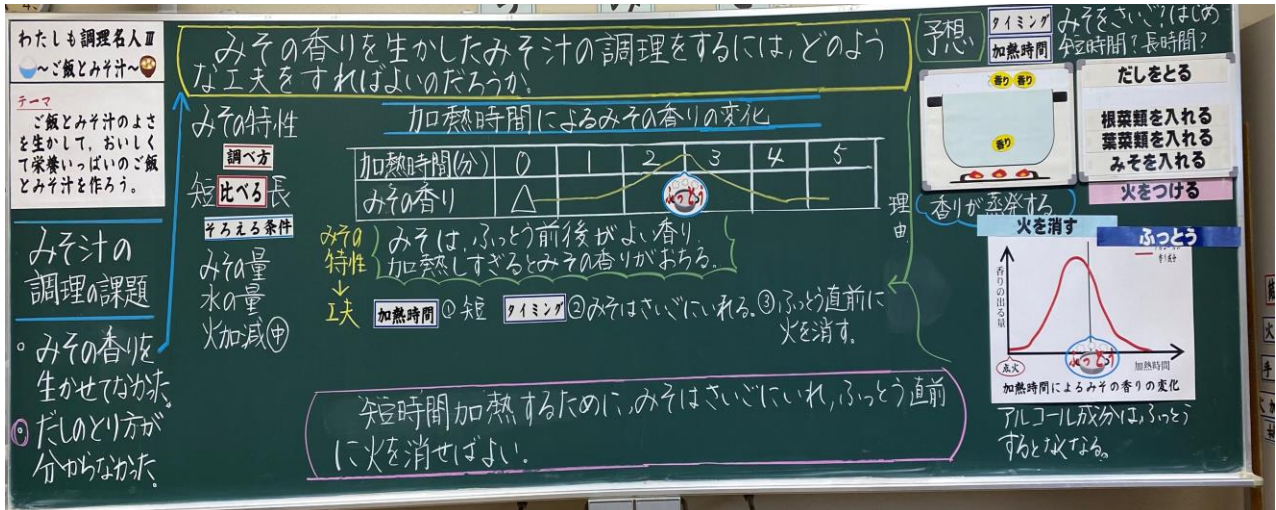 わたしも調理名人Ⅲ
～ご飯とみそ汁～
テーマ
ご飯とみそ汁のよさ
を生かして、おいしく
て栄養いっぱいのご飯
とみそ汁を作ろう。
みそ汁の
調理の課題
みその香りを
生かせてなかった。
だしのとり方が
分からなかった。
みその香りを生かしたみそ汁の調理をするには,どのよう
な工夫をすればよいのだろうか。
みその特性
調べ方
短 比べる 長
そろえる条件
みその量
水の量
火加減㊥
加熱時間によるみその香りの変化
加熱時間(分) 0 1 2 3 4 5
みその香り △ ふっとう
みその
特性
みそは,ふっとう前後がよい香り.
加熱しすぎるとみその香りがおちる。
↓
工夫
加熱時間 ①短 タイミング ②みそはさいごにいれる。③ふっとう直前に
火を消す。
理由
短時間加熱するために,みそはさいごにいれ,ふっとう直前
に火を消せばよい.
予想
タイミング みそをさいご?はじめ
加熱時間 短時間?長時間?
香り 香り
香り
だしをとる
根菜類を入れる
葉菜類を入れる
みそを入れる
火をつける
香りが蒸発する
火を消す
ふっとう
香りの出る量
点火
ふっとう
加熱時間
加熱時間によるみその香りの変化
アルコール成分は,ふっとう
するとなくなる。